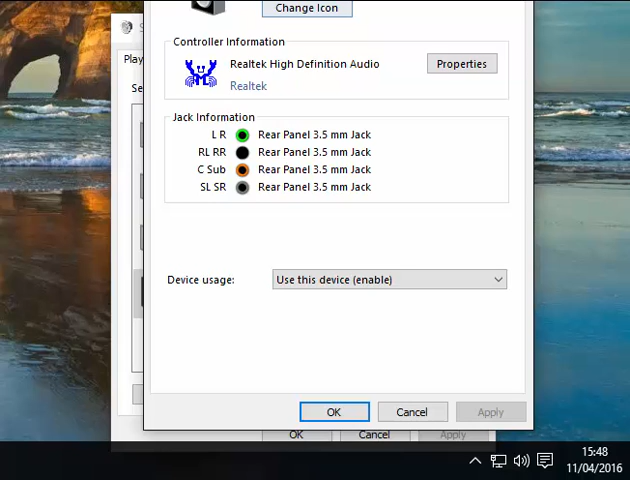 Change Icon
S
Play
Se
Controller Information
Realtek High Definition Audio
Properties
Realtek
Jack Information
L R Rear Panel 3.5 mm Jack
RL RR Rear Panel 3.5 mm Jack
C Sub Rear Panel 3.5 mm Jack
SL SR Rear Panel 3.5 mm Jack
Device usage: Use this device (enable)
OK Cancel Apply
OK Cancel Apply
15:48
11/04/2016